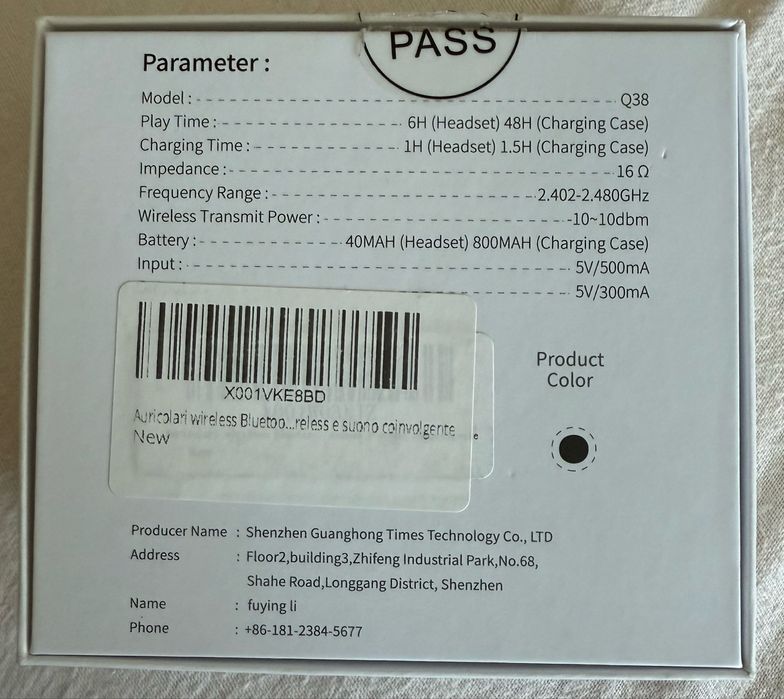 PASS
Parameter :
Model : Q38
Play Time : 6H (Headset) 48H (Charging Case)
Charging Time : 1H (Headset) 1.5H (Charging Case)
Impedance : 16 Ω
Frequency Range : 2.402-2.480GHz
Wireless Transmit Power : -10~10dbm
Battery : 40MAH (Headset) 800MAH (Charging Case)
Input : 5V/500mA
5V/300mA
X001VKE8BD
Auricolari wireless Bluetoo...reless e suono coinvolgente
New
e
Product
Color
Producer Name : Shenzhen Guanghong Times Technology Co., LTD
Address : Floor2,building3,Zhifeng Industrial Park,No.68,
Shahe Road,Longgang District, Shenzhen
Name : fuying li
Phone : +86-181-2384-5677